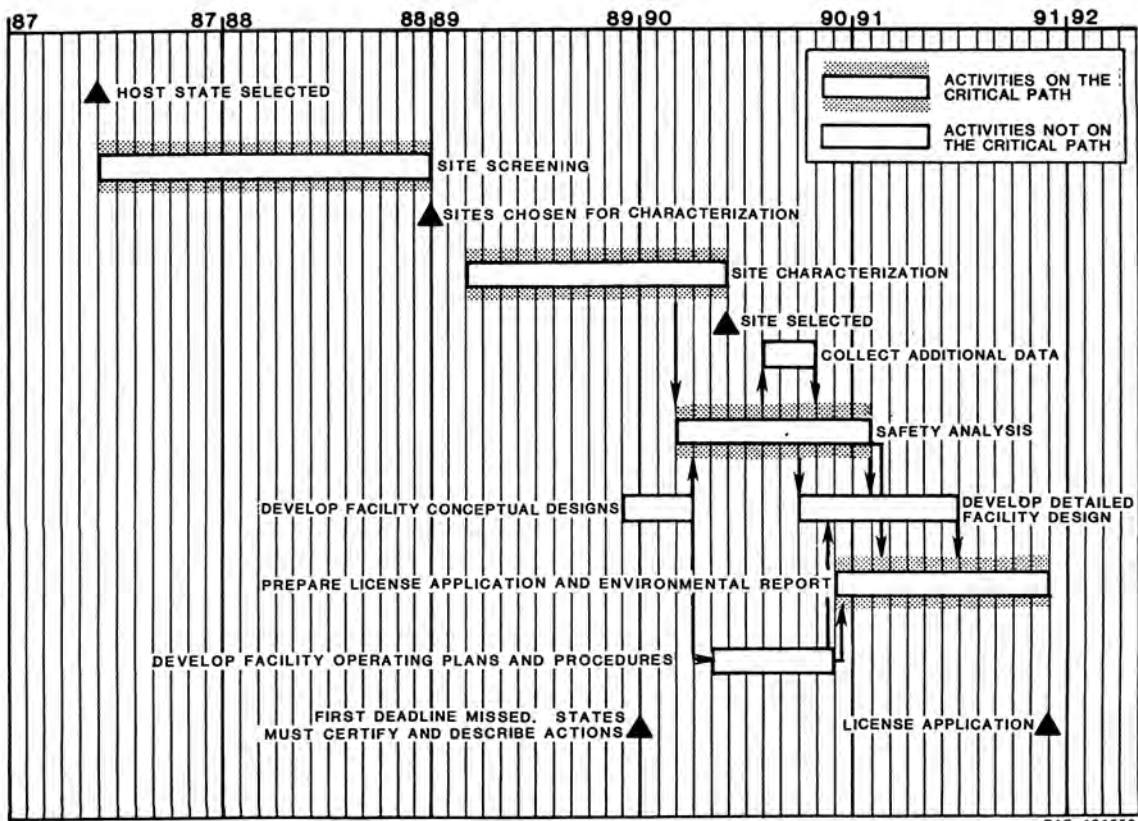 87 87 88 88 89 89 90 90 91 91 92
ACTIVITIES ON THE
CRITICAL PATH
ACTIVITIES NOT ON
THE CRITICAL PATH
HOST STATE SELECTED
SITE SCREENING
SITES CHOSEN FOR CHARACTERIZATION
SITE CHARACTERIZATION
SITE SELECTED
COLLECT ADDITIONAL DATA
SAFETY ANALYSIS
DEVELOP FACILITY CONCEPTUAL DESIGNS
DEVELOP DETAILED
FACILITY DESIGN
PREPARE LICENSE APPLICATION AND ENVIRONMENTAL REPORT
DEVELOP FACILITY OPERATING PLANS AND PROCEDURES
FIRST DEADLINE MISSED. STATES
MUST CERTIFY AND DESCRIBE ACTIONS
LICENSE APPLICATION